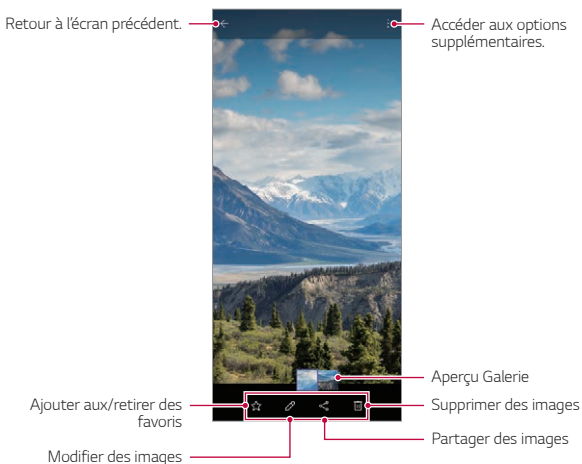 Retour à l'écran précédent.
Accéder aux options
supplémentaires.
Aperçu Galerie
Ajouter aux/retirer des
favoris
Supprimer des images
Partager des images
Modifier des images